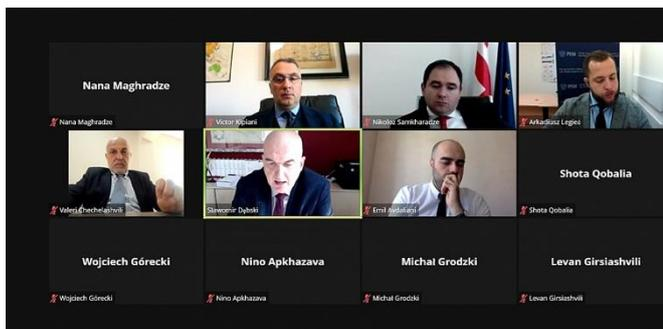 Nana Maghradze
Nana Maghradze
Victor Kipiani
Nikoloz Samkharadze
Arkadiusz Legieć
Valeri Chechelashvili
Sławomir Dębski
Emil Avdaliani
Shota Qobalia
Shota Qobalia
Wojciech Górecki
Wojciech Górecki
Nino Apkhazava
Nino Apkhazava
Michał Grodzki
Michał Grodzki
Levan Girsiashvili
Levan Girsiashvili